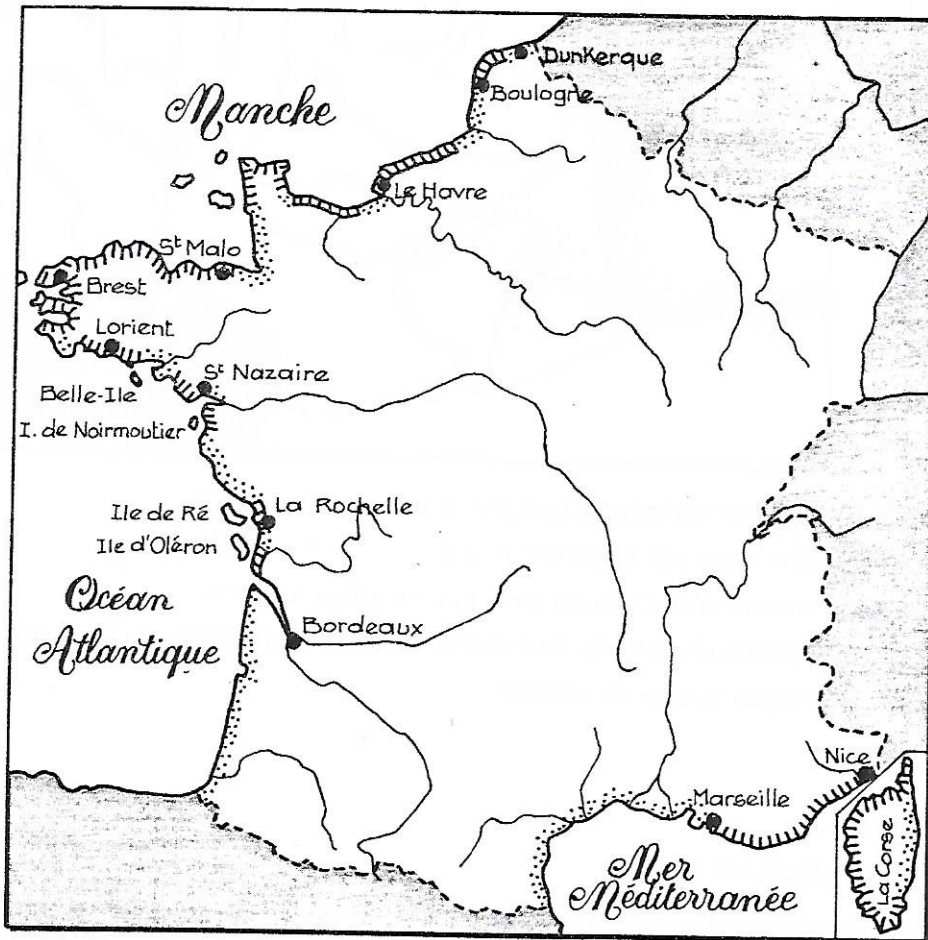 Dunkerque
Boulogne
Manche
Le Havre
St Malo
Brest
Lorient
St Nazaire
Belle-Ile
I. de Noirmoutier
Ile de Ré
La Rochelle
Ile d'Oléron
Océan
Atlantique
Bordeaux
Nice
Marseille
La Corse
Mer
Méditerranée